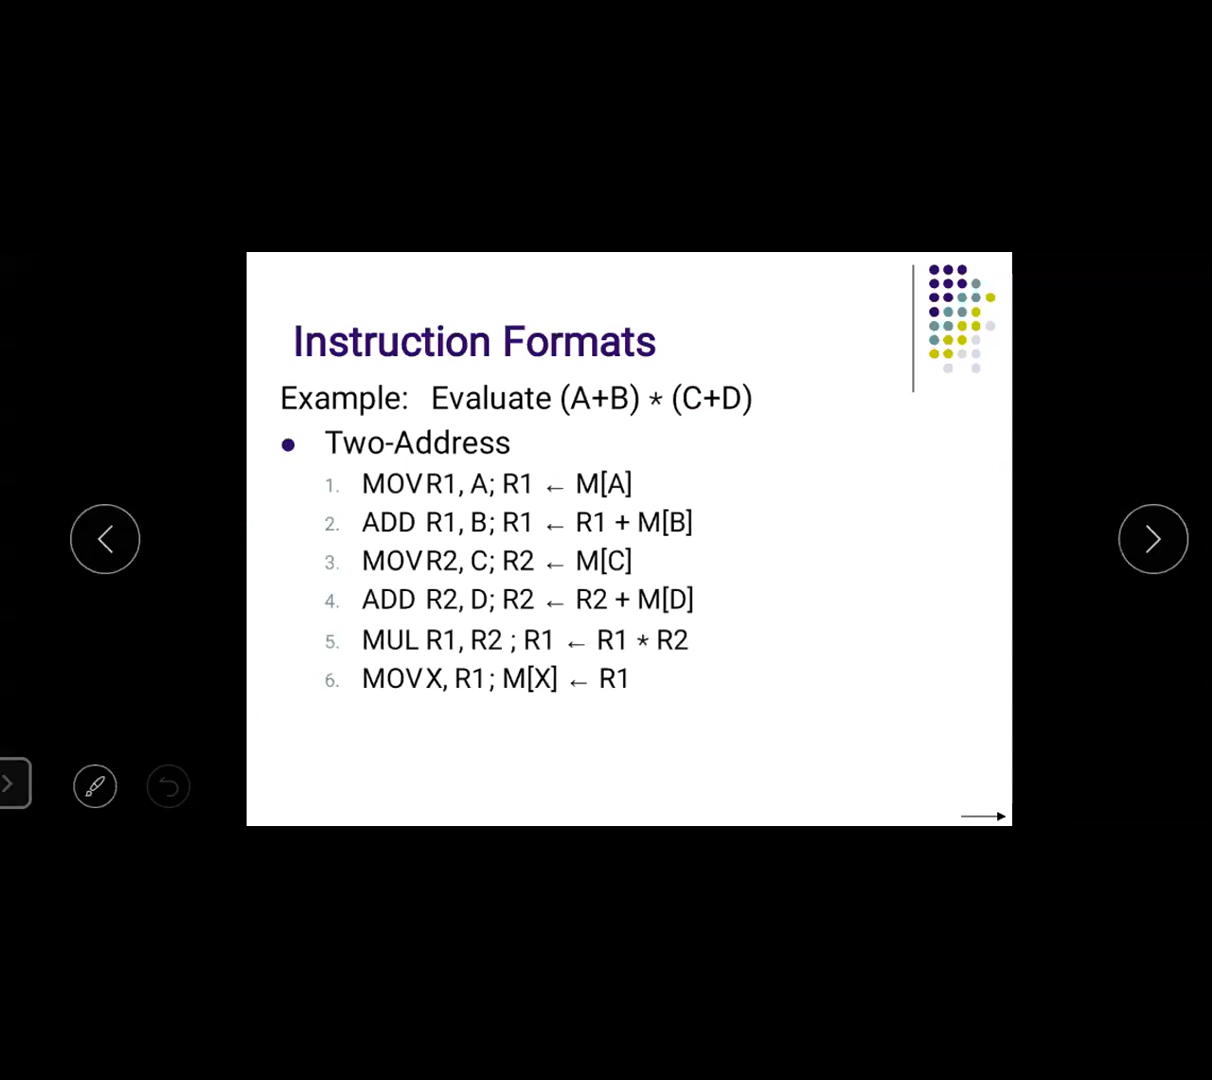 Instruction Formats
Example: Evaluate (A+B) * (C+D)
● Two-Address
1. MOV R1, A; R1 ← M[A]
2. ADD R1, B; R1 ← R1 + M[B]
3. MOV R2, C; R2 ← M[C]
4. ADD R2, D; R2 ← R2 + M[D]
5. MUL R1, R2 ; R1 ← R1 * R2
6. MOV X, R1 ; M[X] ← R1